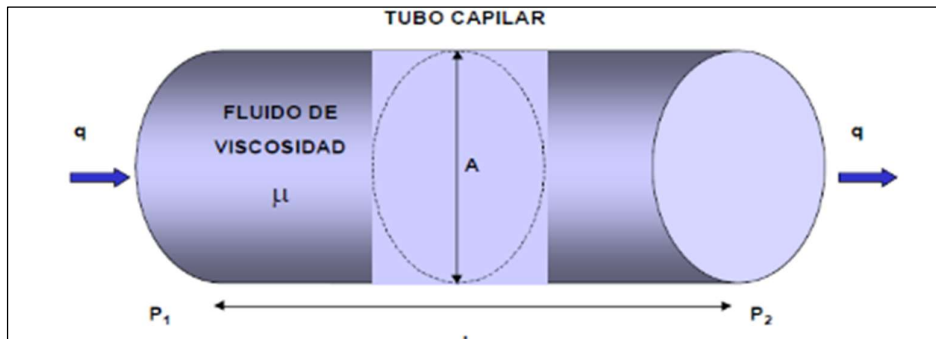 TUBO CAPILAR
FLUIDO DE
VISCOSIDAD
μ
q
A
q
P1
P2